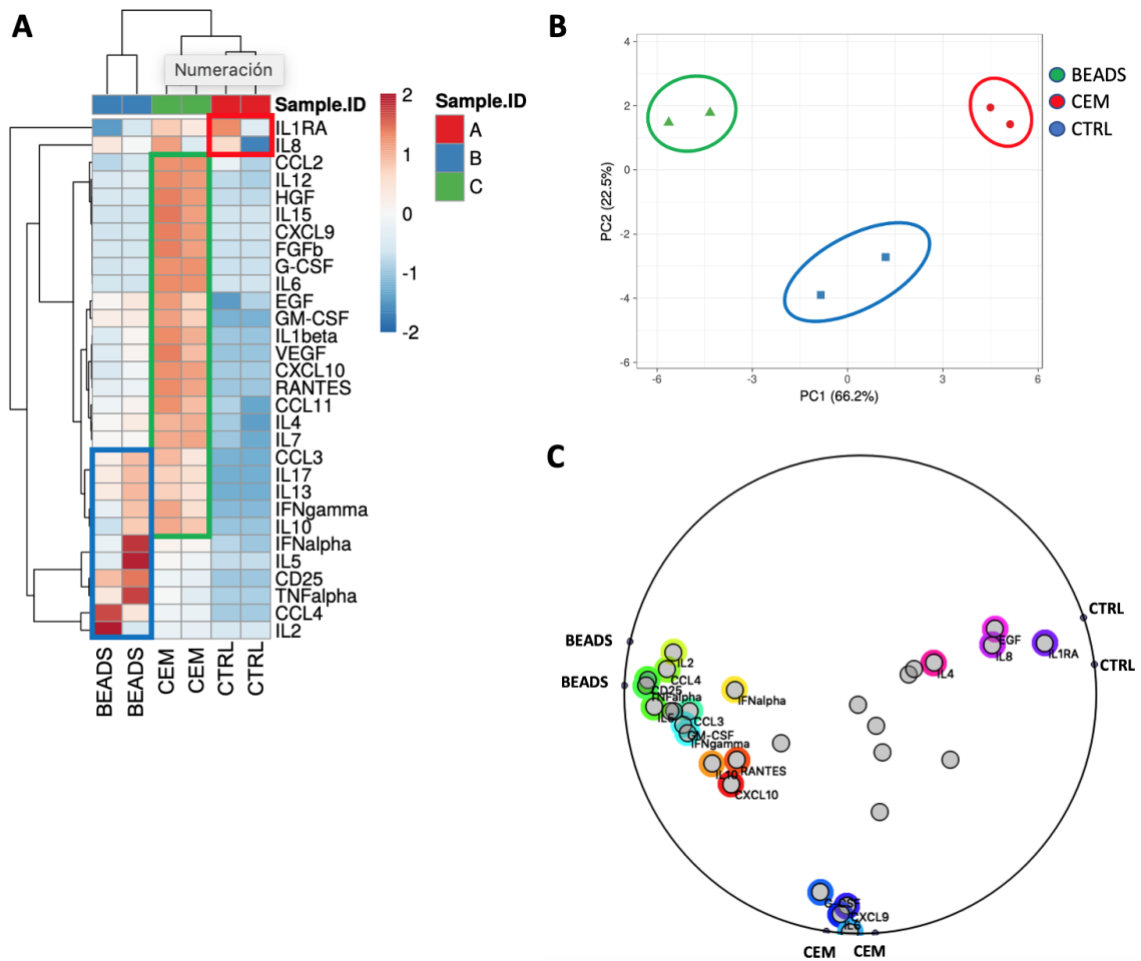 A
Numeración
Sample.ID
IL1RA
IL8
CCL2
IL12
HGF
IL15
CXCL9
FGFb
G-CSF
IL6
EGF
GM-CSF
IL1beta
VEGF
CXCL10
RANTES
CCL11
IL4
IL7
CCL3
IL17
IL13
IFNgamma
IL10
IFNalpha
IL5
CD25
TNFalpha
CCL4
IL2
BEADS
BEADS
CEM
CEM
CTRL
CTRL
2
1
0
-1
-2
Sample.ID
A
B
C
B
4
2
0
-2
-4
-6
PC2 (22.5%)
-6
-3
0
3
6
PC1 (66.2%)
BEADS
CEM
CTRL
C
CTRL
CTRL
BEADS
BEADS
EGF
IL8
IL1RA
IL4
IL2
CCL4
CD25
TNFalpha
IFNalpha
IL5
CCL3
GM-CSF
IFNgamma
RANTES
IL10
CXCL10
G-CSF
CXCL9
IL6
CEM
CEM